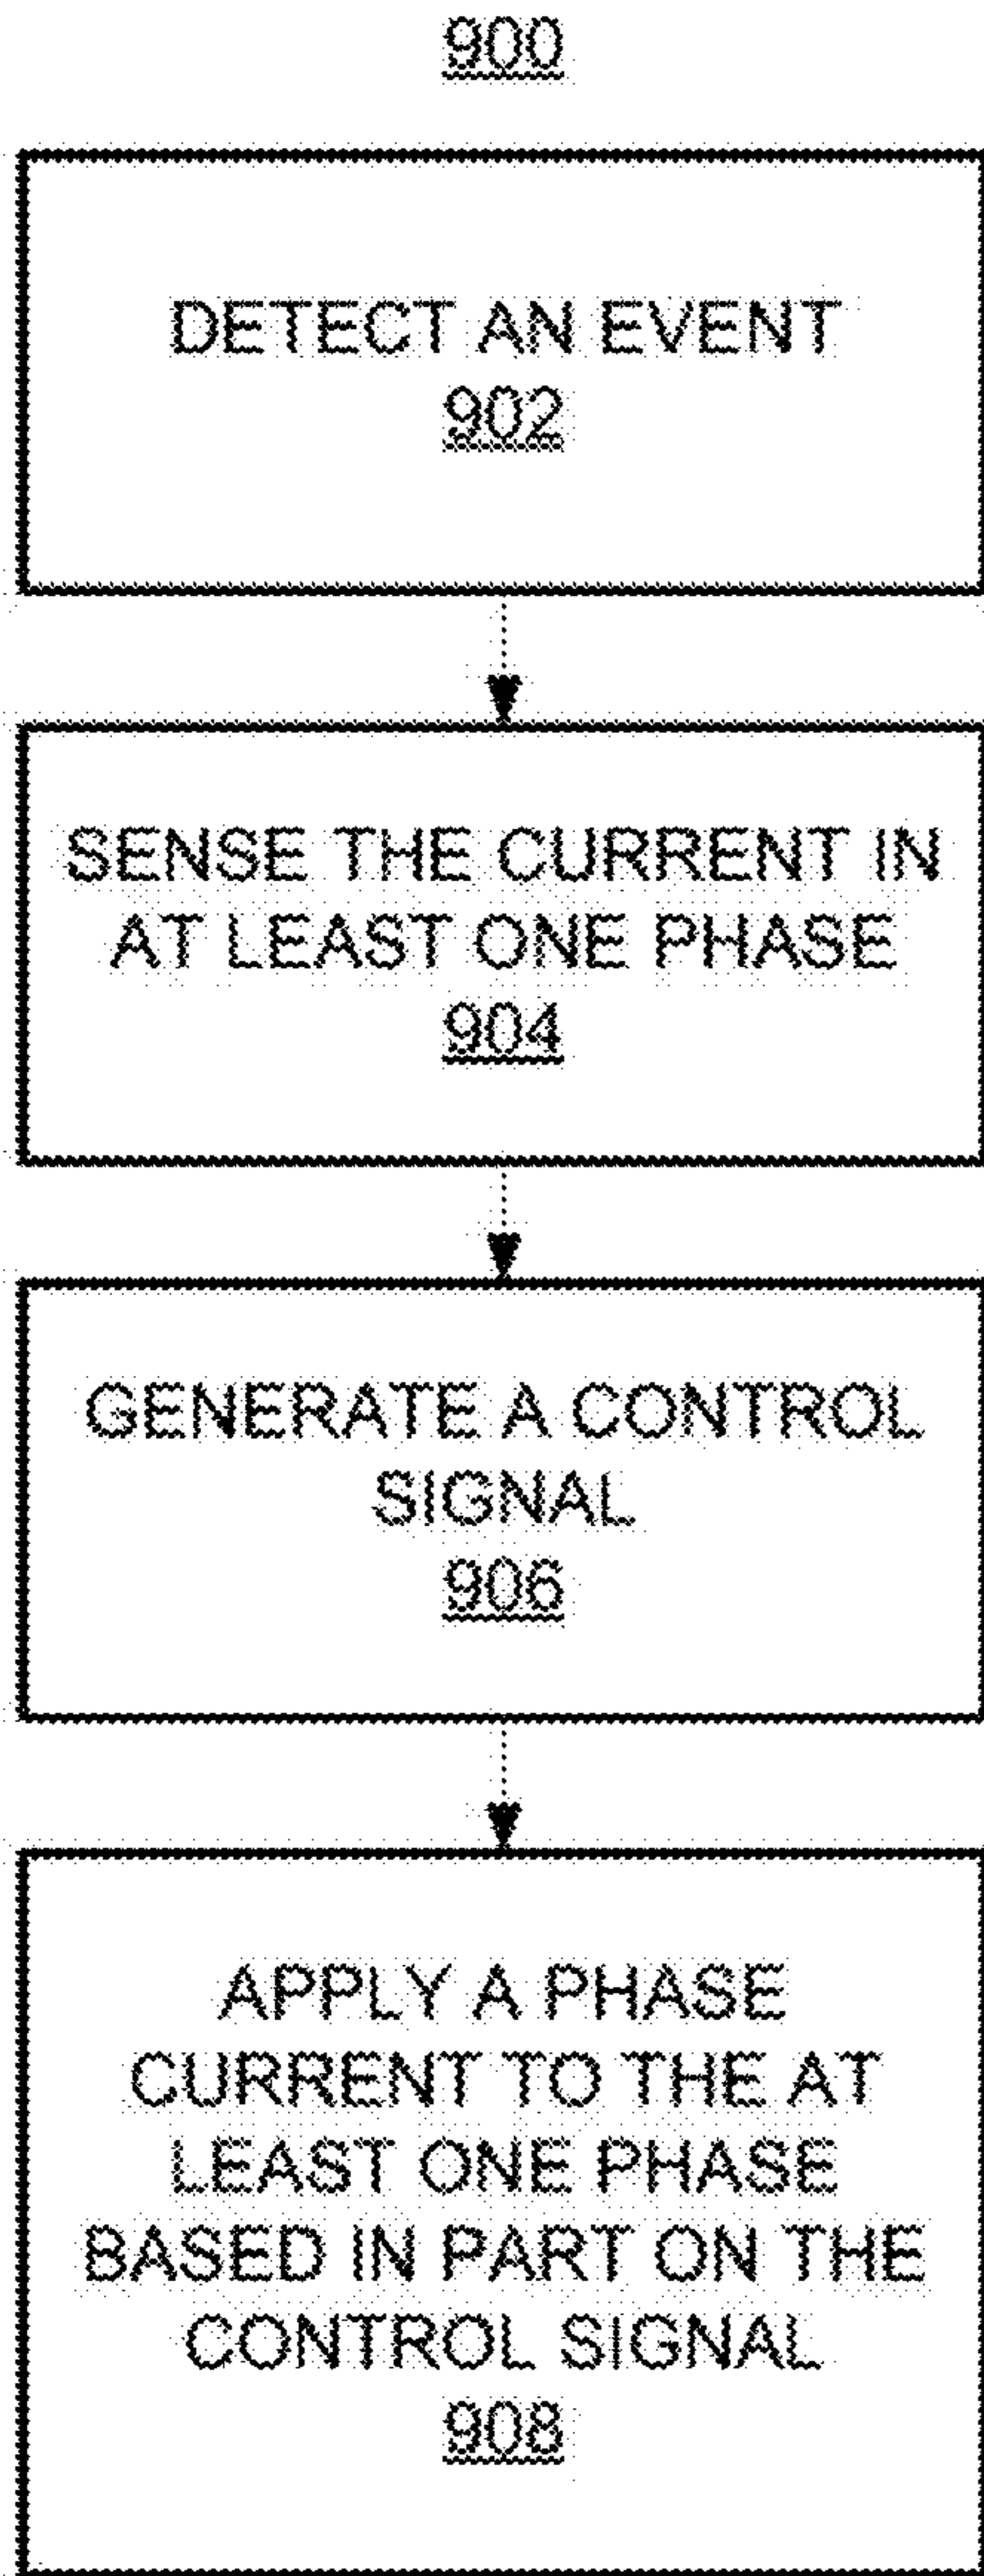 900
DETECT AN EVENT
902
SENSE THE CURRENT IN
AT LEAST ONE PHASE
904
GENERATE A CONTROL
SIGNAL
906
APPLY A PHASE
CURRENT TO THE AT
LEAST ONE PHASE
BASED IN PART ON THE
CONTROL SIGNAL
908